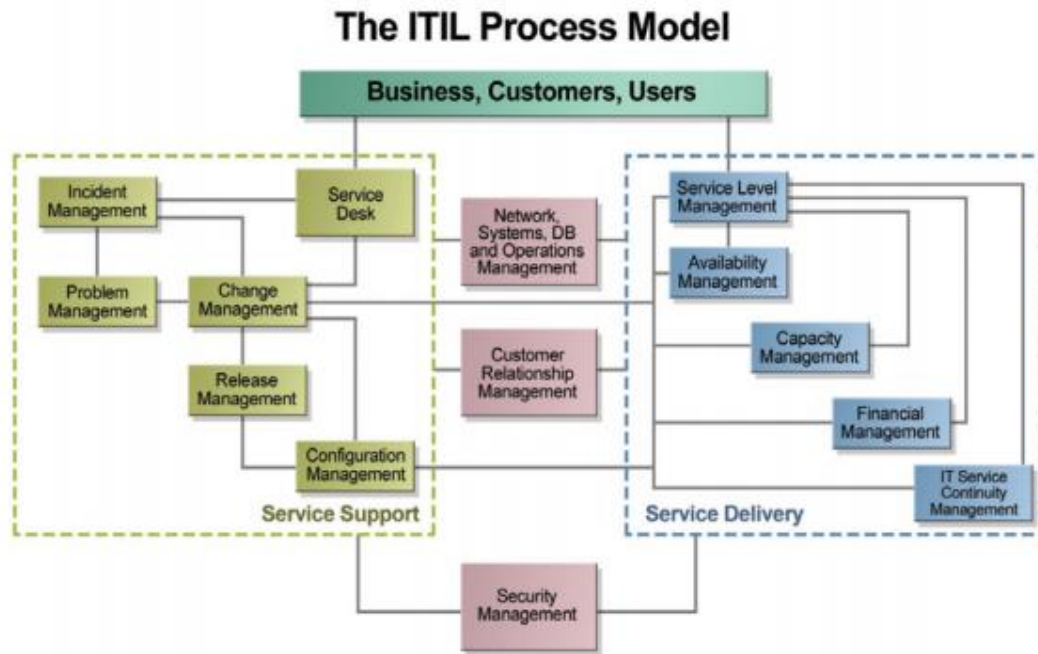 The ITIL Process Model
Business, Customers, Users
Incident
Management
Service
Desk
Problem
Management
Change
Management
Release
Management
Configuration
Management
Service Support
Network,
Systems, DB
and Operations
Management
Customer
Relationship
Management
Security
Management
Service Level
Management
Availability
Management
Capacity
Management
Financial
Management
IT Service
Continuity
Management
Service Delivery